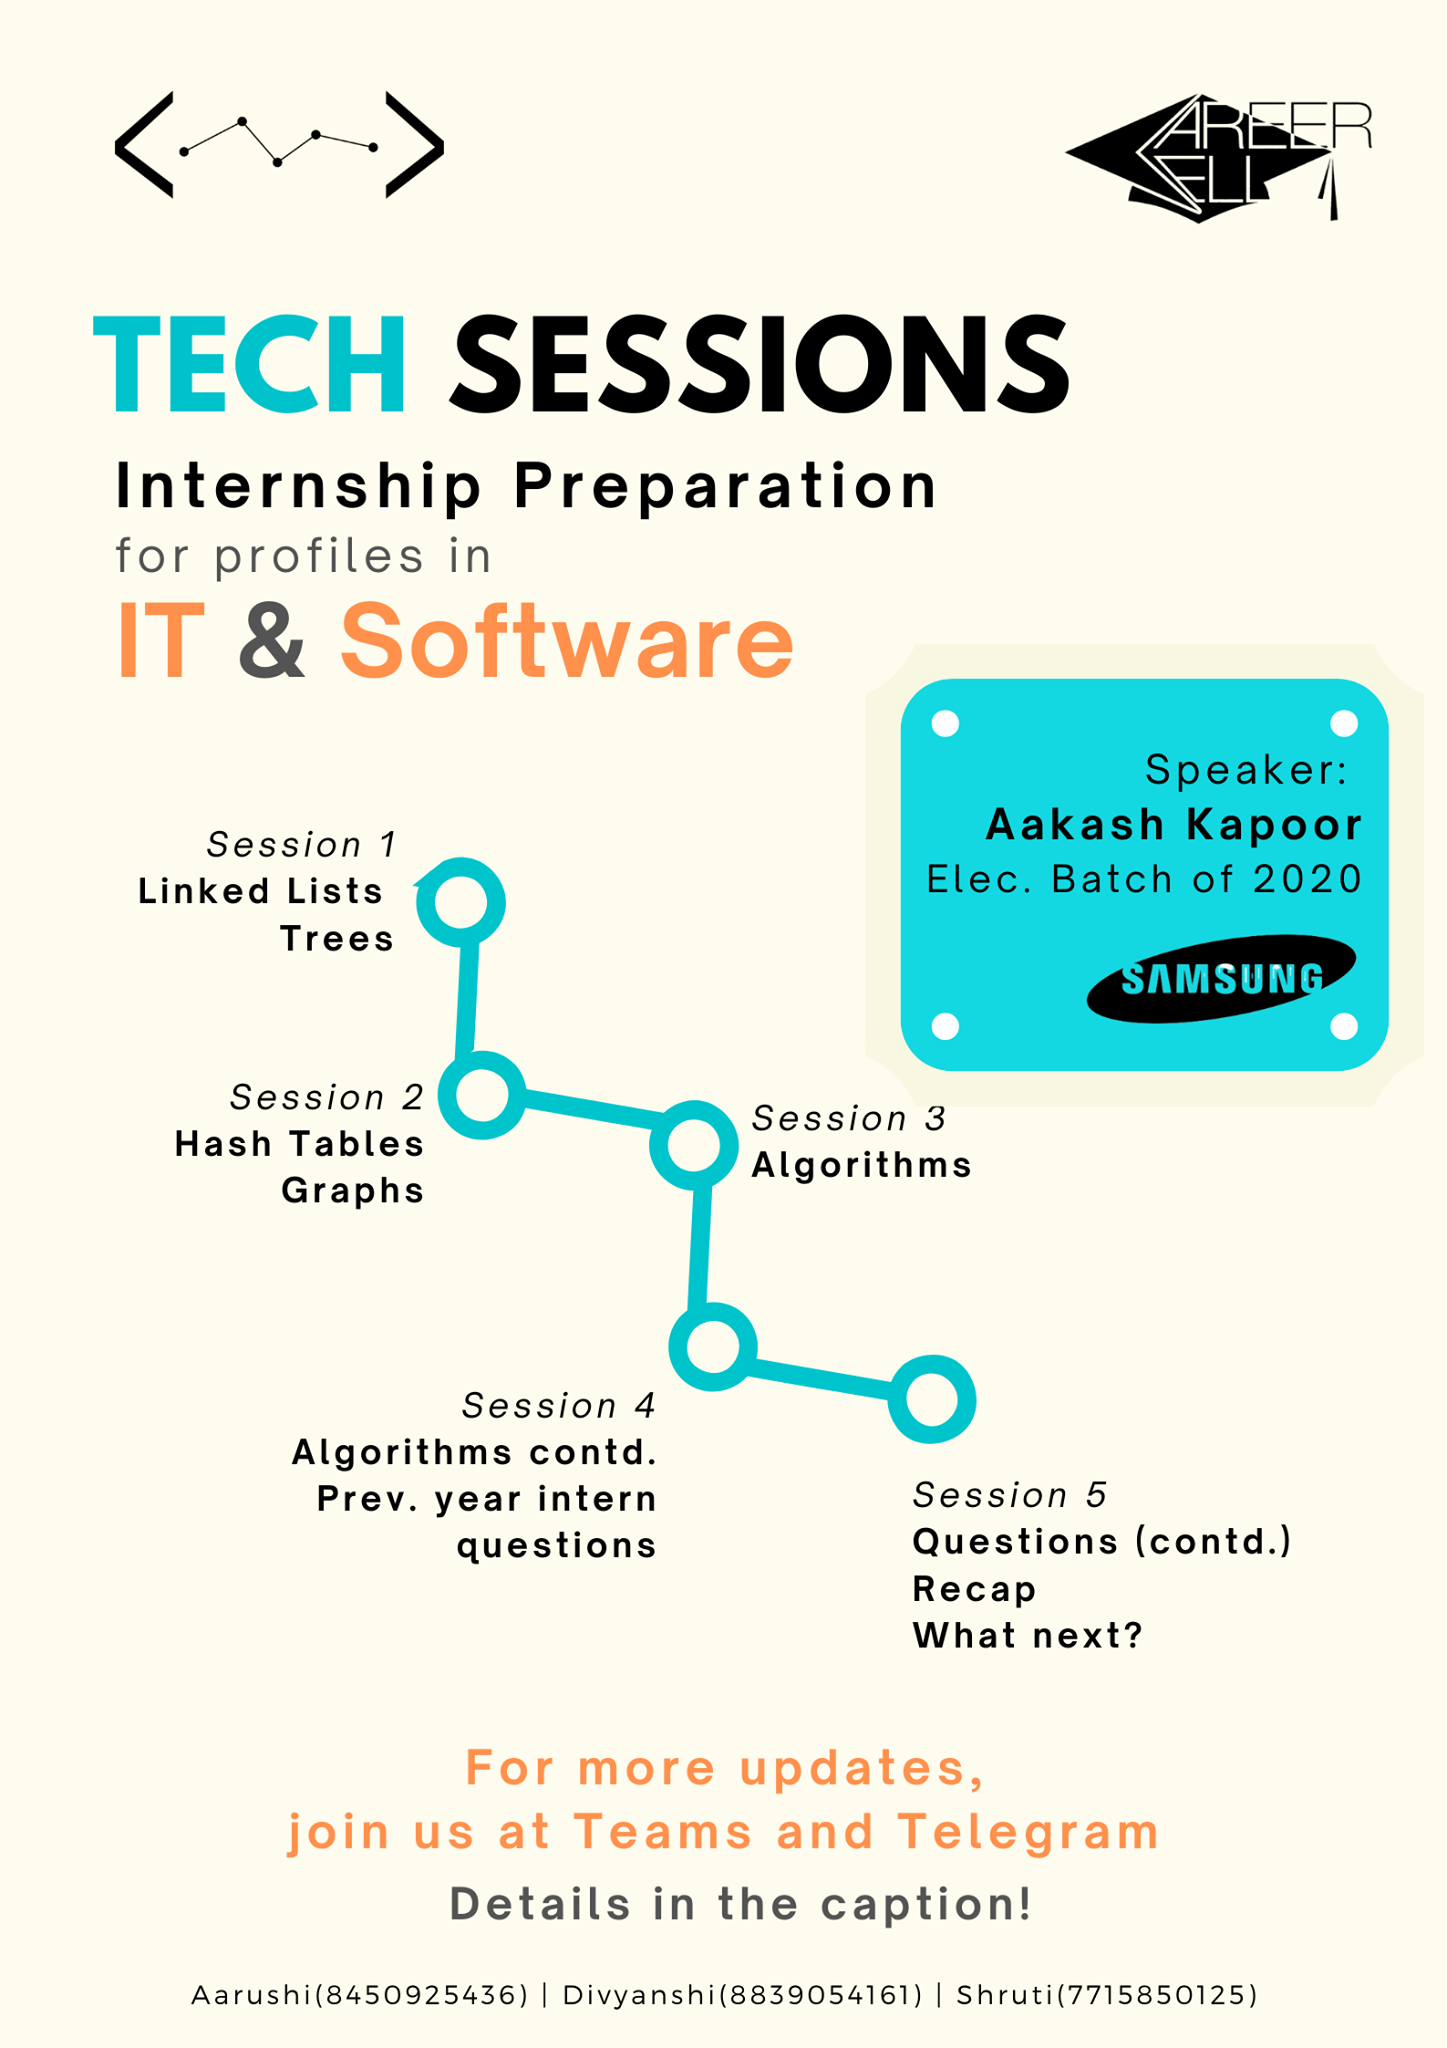 CAREER
CELL
TECH SESSIONS
Internship Preparation
for profiles in
IT & Software
Speaker:
Aakash Kapoor
Elec. Batch of 2020
SAMSUNG
Session 1
Linked Lists
Trees
Session 2
Hash Tables
Graphs
Session 3
Algorithms
Session 4
Algorithms contd.
Prev. year intern
questions
Session 5
Questions (contd.)
Recap
What next?
For more updates,
join us at Teams and Telegram
Details in the caption!
Aarushi(8450925436) | Divyanshi(8839054161) | Shruti(7715850125)